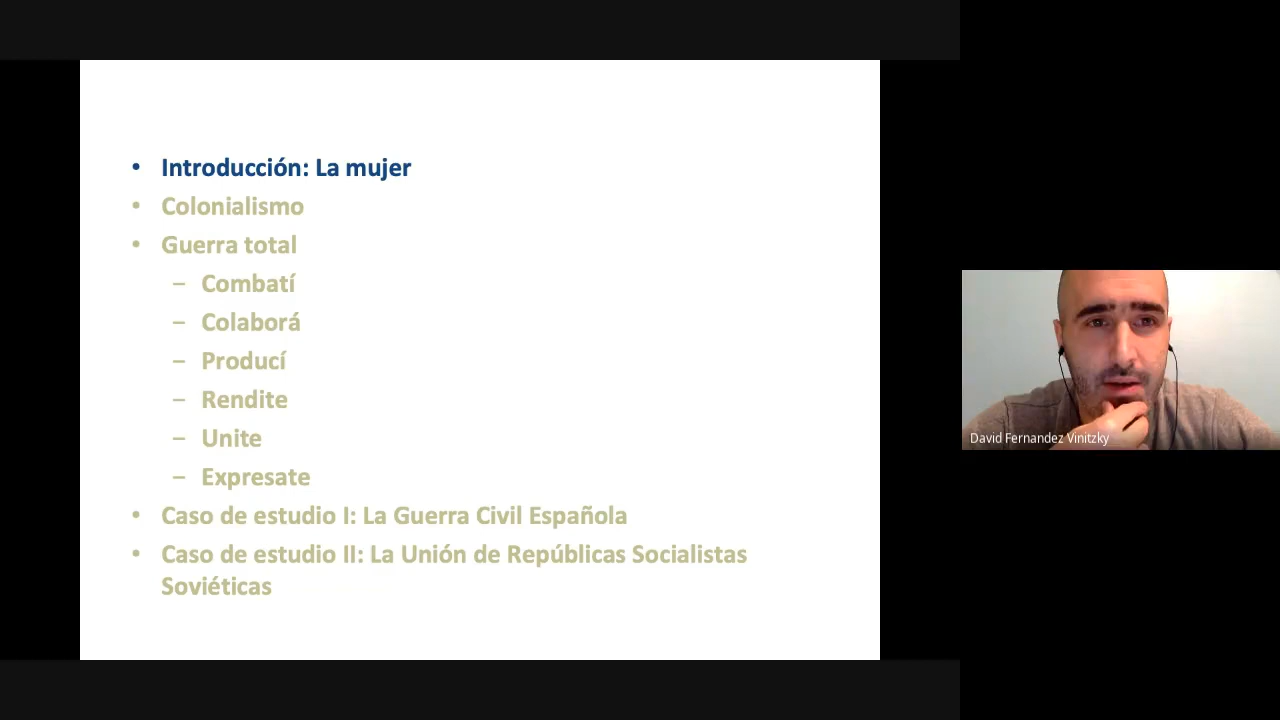 • Introducción: La mujer
• Colonialismo
• Guerra total
– Combatí
– Colaborá
– Producí
– Rendite
– Unite
– Expresate
• Caso de estudio I: La Guerra Civil Española
• Caso de estudio II: La Unión de Repúblicas Socialistas
Soviéticas
David Fernandez Vinitzky